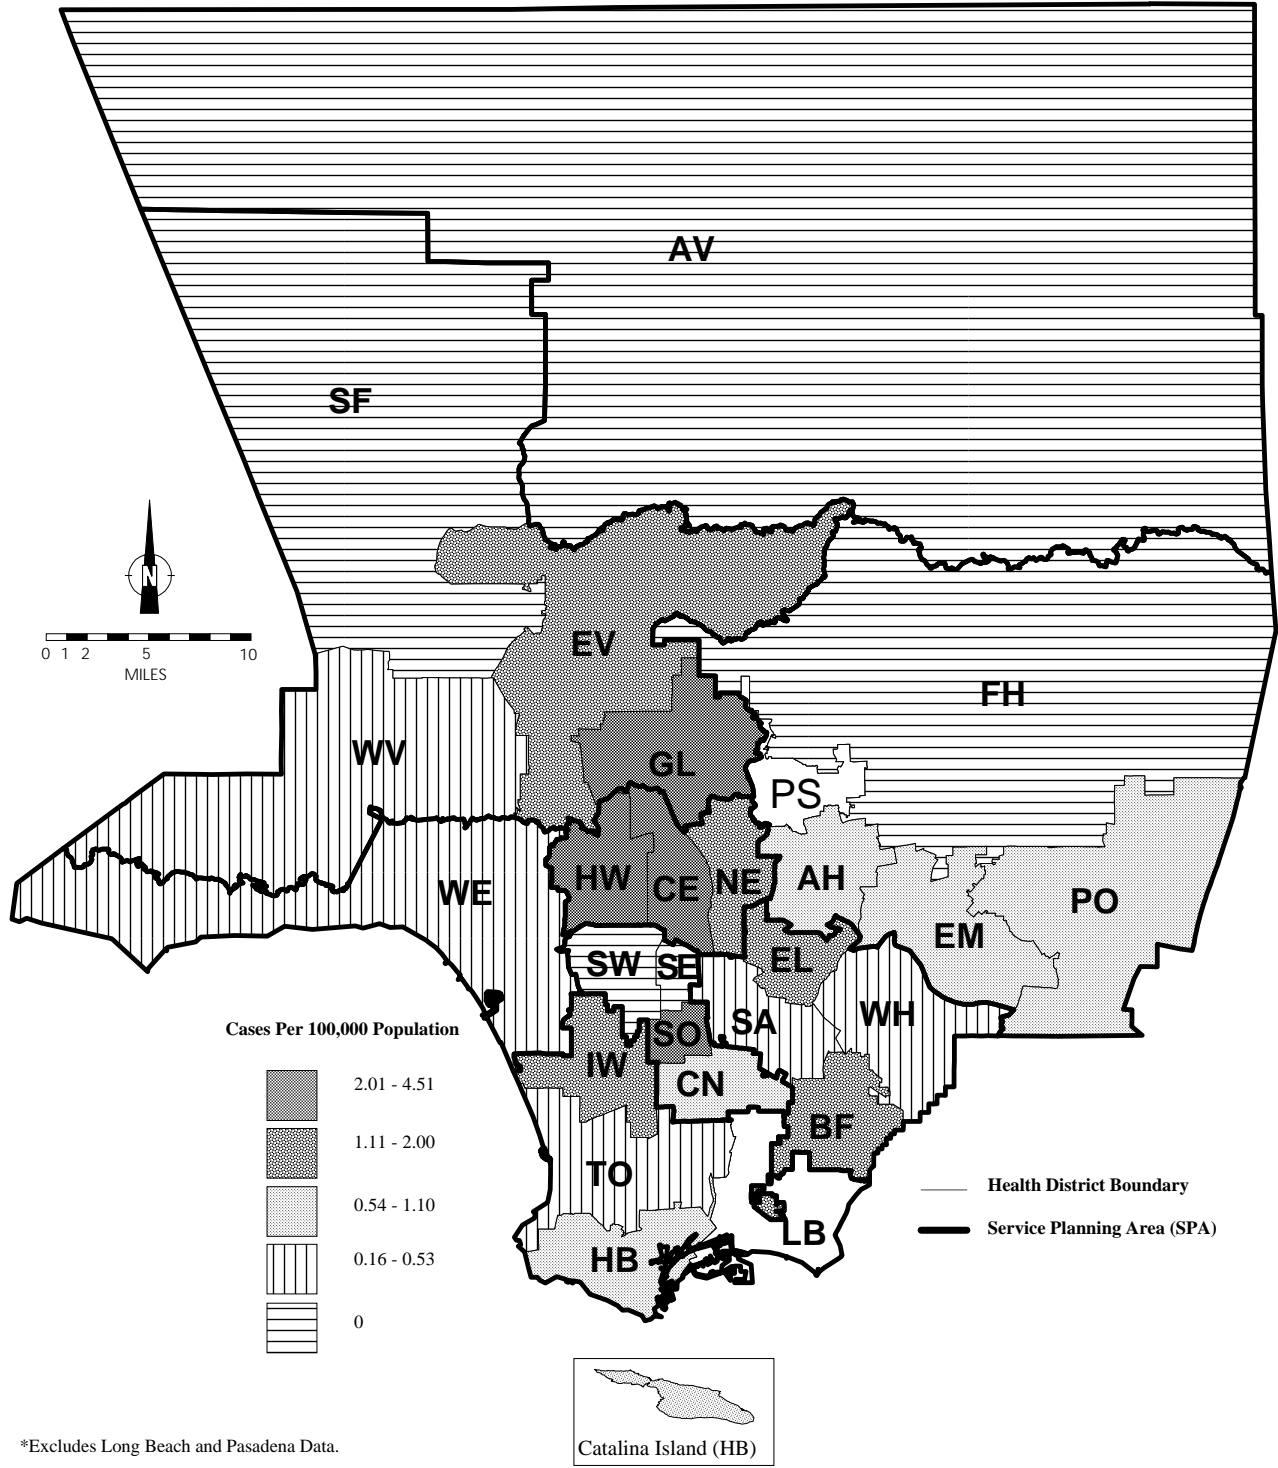 AV
SF
N
0 1 2 5 10
MILES
EV
FH
WV
GL
PS
HW
CE
NE
AH
WE
PO
EM
SW
SE
EL
WH
SA
SO
IW
CN
BF
TO
LB
HB
Cases Per 100,000 Population
2.01 - 4.51
1.11 - 2.00
0.54 - 1.10
0.16 - 0.53
0
Health District Boundary
Service Planning Area (SPA)
Catalina Island (HB)
*Excludes Long Beach and Pasadena Data.